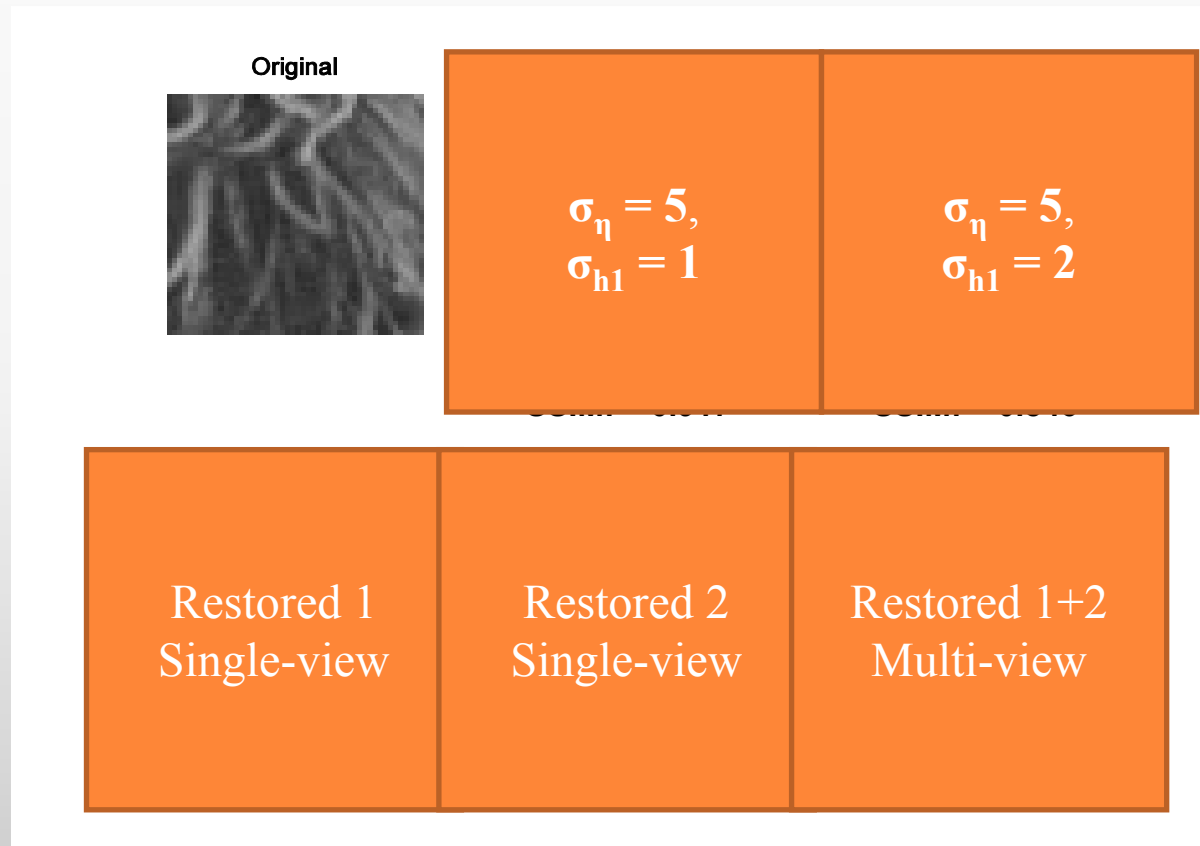 Original
σ_η = 5,
σ_h1 = 1
σ_η = 5,
σ_h1 = 2
Restored 1
Single-view
Restored 2
Single-view
Restored 1+2
Multi-view